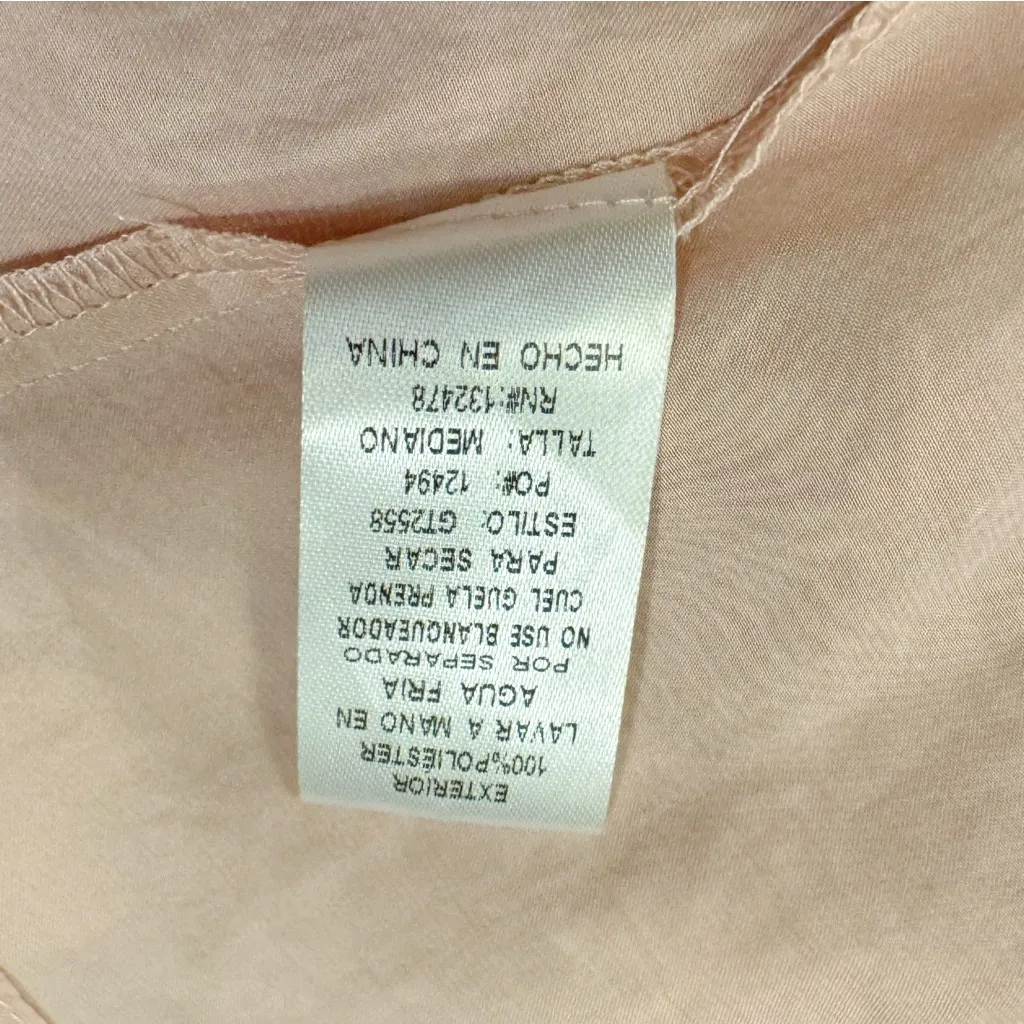 EXTERIOR
100%POLIÉSTER
LAVAR A MANO EN
AGUA FRIA
POR SEPARADO
NO USE BLANQUEADOR
CUEL GUELA PRENDA
PARA SECAR
ESTILO: GT2558
PO#: 12494
TALLA: MEDIANO
RN#:132478
HECHO EN CHINA